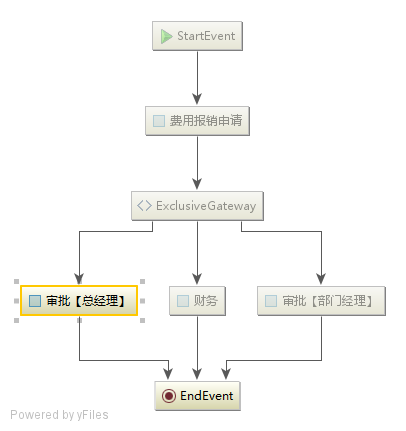 StartEvent
费用报销申请
ExclusiveGateway
审批【总经理】
财务
审批【部门经理】
EndEvent
Powered by yFiles